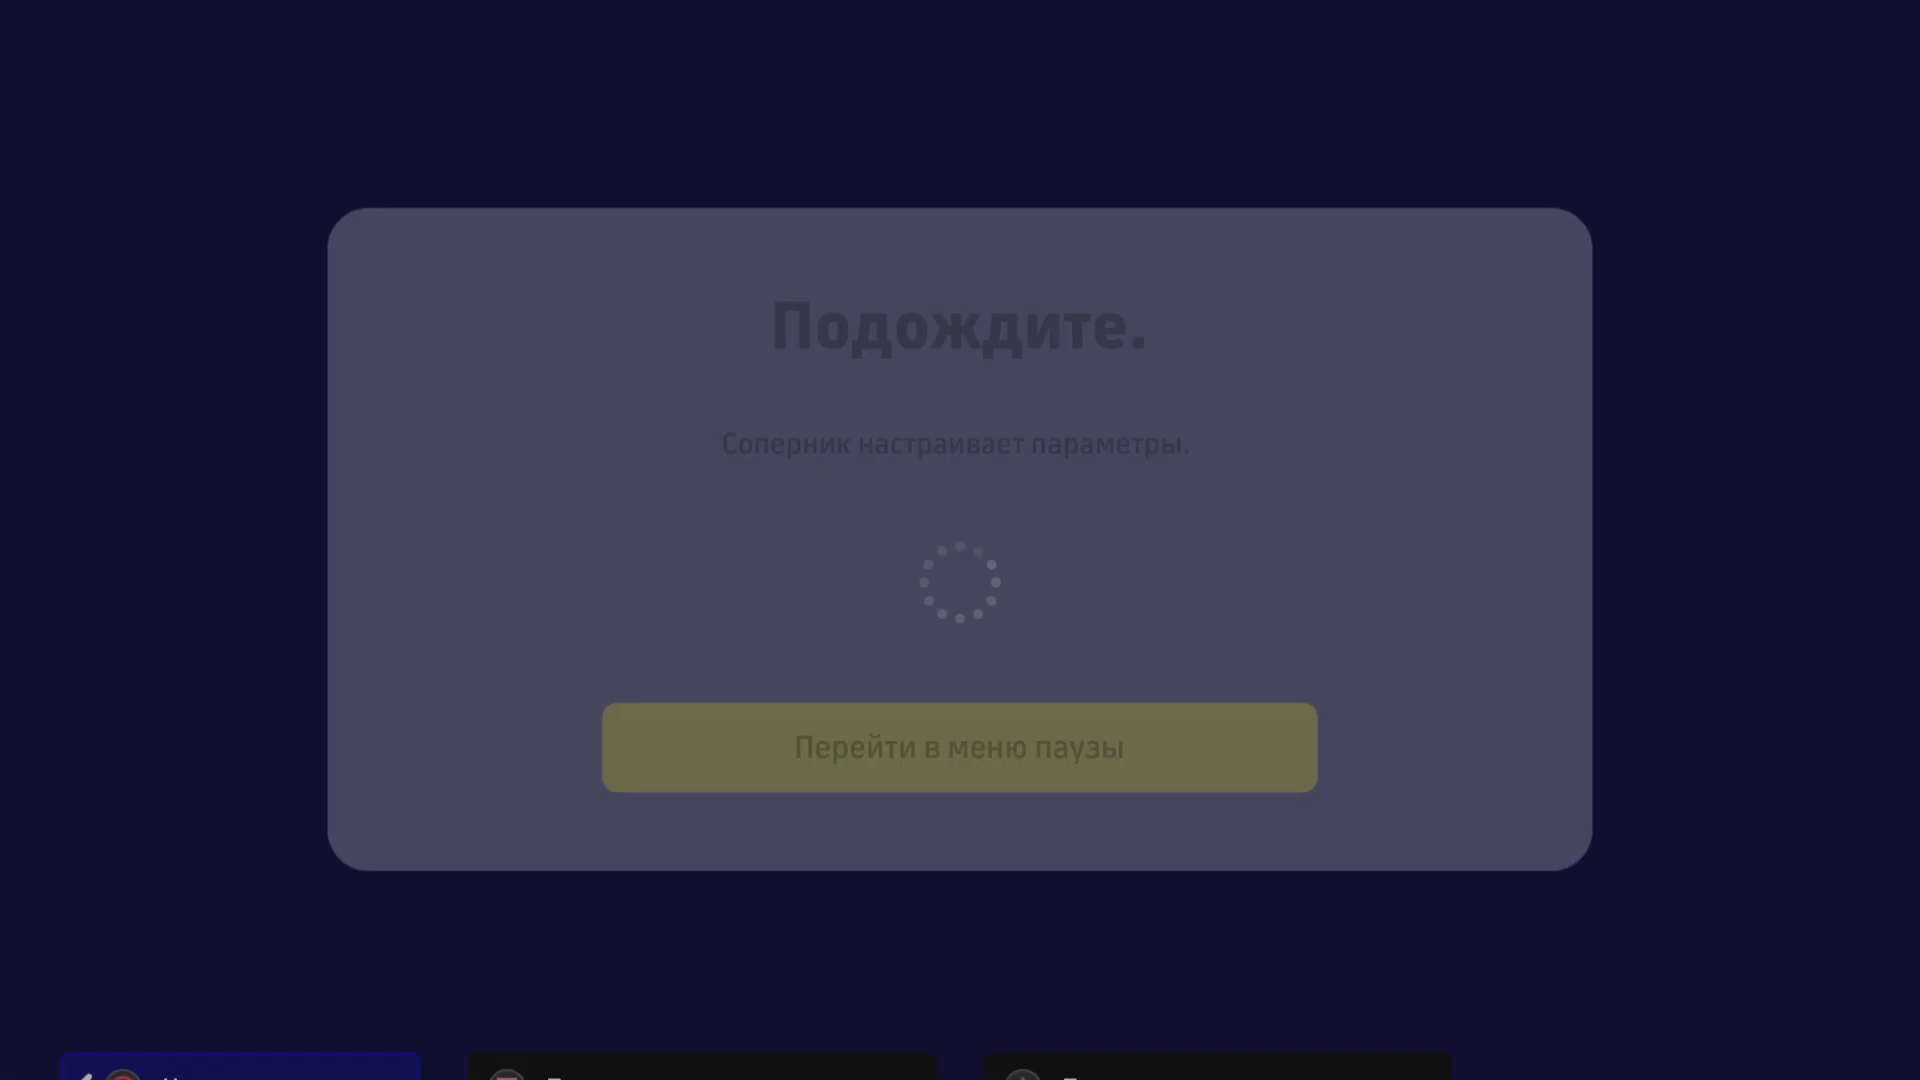 Подождите.
Соперник настраивает параметры.
Перейти в меню паузы